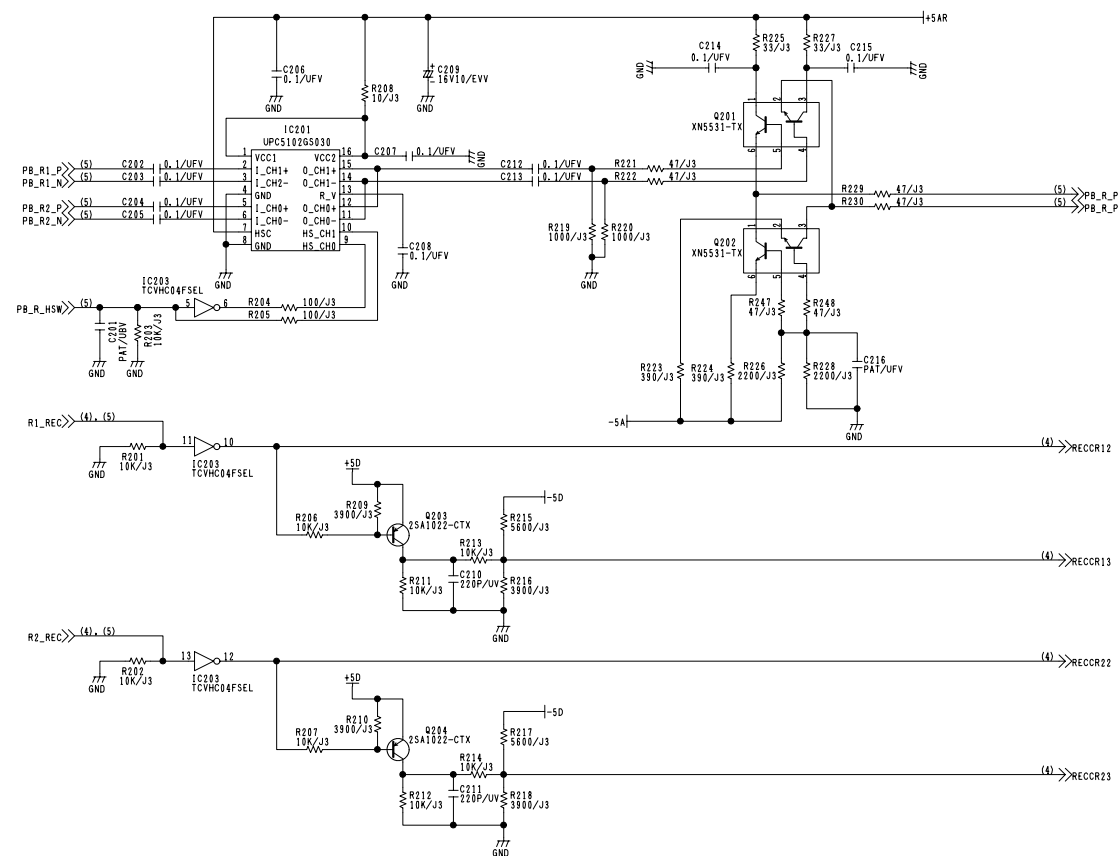 +5AR
R225
33/J3
R227
33/J3
C214
0.1/UFV
C215
0.1/UFV
GND
GND
C206
0.1/UFV
GND
R208
10/J3
+
-
C209
16V10/EVV
GND
1 2 3
Q201
XN5531-TX
6 5 4
IC201
UPC5102GS030
1 VCC1 VCC2 16
2 I_CH1+ O_CH1+ 15
3 I_CH2- O_CH1- 14
4 GND R_V 13
5 I_CH0+ O_CH0+ 12
6 I_CH0- O_CH0- 11
7 HSC HS_CH1 10
8 GND HS_CH0 9
C207 0.1/UFV
GND
PB_R1_P (5) C202 0.1/UFV
PB_R1_N (5) C203 0.1/UFV
PB_R2_P (5) C204 0.1/UFV
PB_R2_N (5) C205 0.1/UFV
GND
C212 0.1/UFV
C213 0.1/UFV
R221 47/J3
R222 47/J3
R219
1000/J3
R220
1000/J3
GND
R229 47/J3 (5) PB_R_P
R230 47/J3 (5) PB_R_P
C208
0.1/UFV
GND
1 2 3
Q202
XN5531-TX
6 5 4
R247
47/J3
R248
47/J3
PB_R_HSW (5)
IC203
TCVHC04FSEL
5 6
R204 100/J3
R205 100/J3
C201
PAT/UBV
R203
10K/J3
GND
GND
R223
390/J3
R224
390/J3
R226
2200/J3
R228
2200/J3
C216
PAT/UFV
-5A
GND
R1_REC (4),(5)
R201
10K/J3
GND
11 10
IC203
TCVHC04FSEL
(4) RECCR12
+5D
R209
3900/J3
R206
10K/J3
Q203
2SA1022-CTX
-5D
R215
5600/J3
R213
10K/J3
(4) RECCR13
R211
10K/J3
C210
220P/UV
R216
3900/J3
GND
R2_REC (4),(5)
R202
10K/J3
GND
13 12
IC203
TCVHC04FSEL
(4) RECCR22
+5D
R210
3900/J3
R207
10K/J3
Q204
2SA1022-CTX
-5D
R217
5600/J3
R214
10K/J3
(4) RECCR23
R212
10K/J3
C211
220P/UV
R218
3900/J3
GND